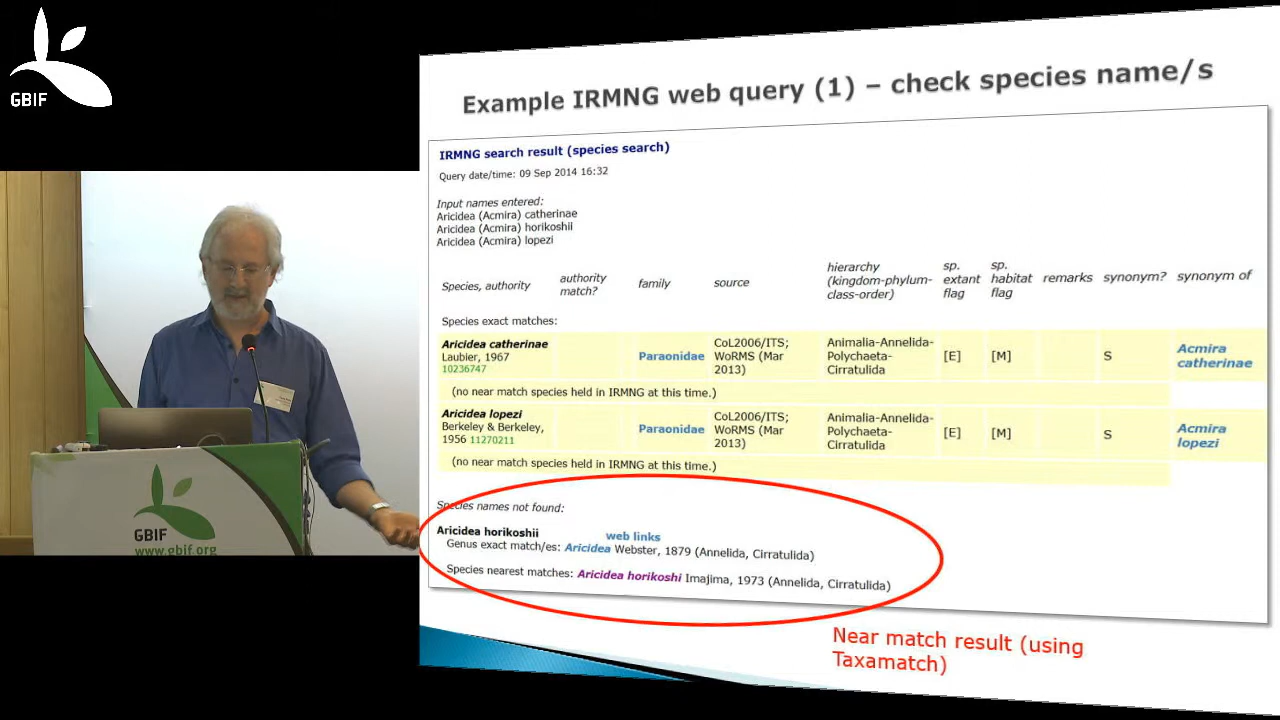 GBIF
Example IRMNG web query (1) – check species name/s
IRMNG search result (species search)
Query date/time: 09 Sep 2014 16:32
Input names entered:
Aricidea (Acmira) catherinae
Aricidea (Acmira) horikoshii
Aricidea (Acmira) lopezi
Species, authority authority match? family source hierarchy (kingdom-phylum-class-order) sp. extant flag sp. habitat flag remarks synonym? synonym of
Species exact matches:
Aricidea catherinae Laubier, 1967 10236747 Paraonidae CoL2006/ITS; WoRMS (Mar 2013) Animalia-Annelida-Polychaeta-Cirratulida [E] [M] S Acmira catherinae
(no near match species held in IRMNG at this time.)
Aricidea lopezi Berkeley & Berkeley, 1956 11270211 Paraonidae CoL2006/ITS; WoRMS (Mar 2013) Animalia-Annelida-Polychaeta-Cirratulida [E] [M] S Acmira lopezi
(no near match species held in IRMNG at this time.)
Species names not found:
Aricidea horikoshii web links
Genus exact match/es: Aricidea Webster, 1879 (Annelida, Cirratulida)
Species nearest matches: Aricidea horikoshi Imajima, 1973 (Annelida, Cirratulida)
Near match result (using
Taxamatch)
GBIF
www.gbif.org